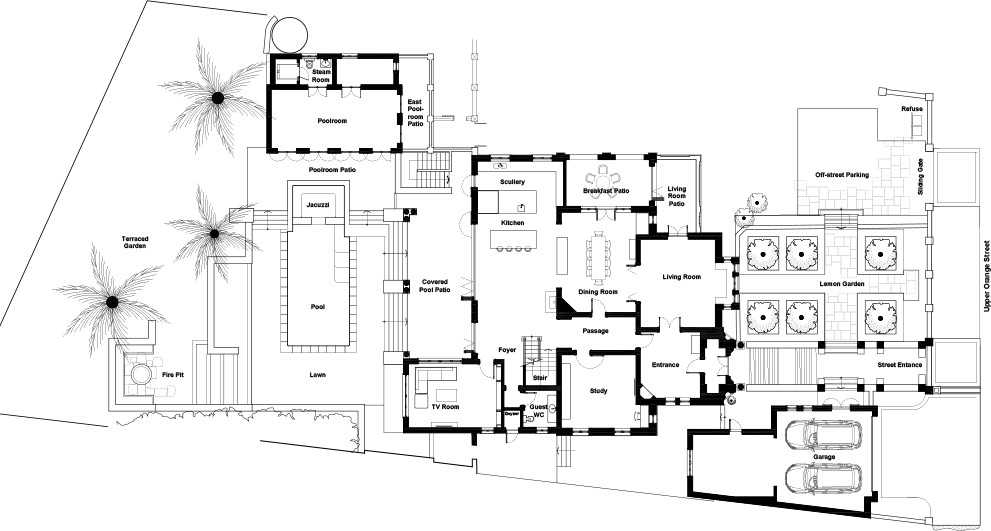 Steam
Room
East
Pool-
room
Patio
Poolroom
Refuse
Poolroom Patio
Scullery
Breakfast Patio
Living
Room
Patio
Off-street Parking
Sliding Gate
Jacuzzi
Kitchen
Terraced
Garden
Covered
Pool Patio
Dining Room
Living Room
Lemon Garden
Upper Orange Street
Pool
Passage
Foyer
Entrance
Street Entance
Fire Pit
Lawn
Stair
TV Room
Study
Guest
WC
Geyser
Garage